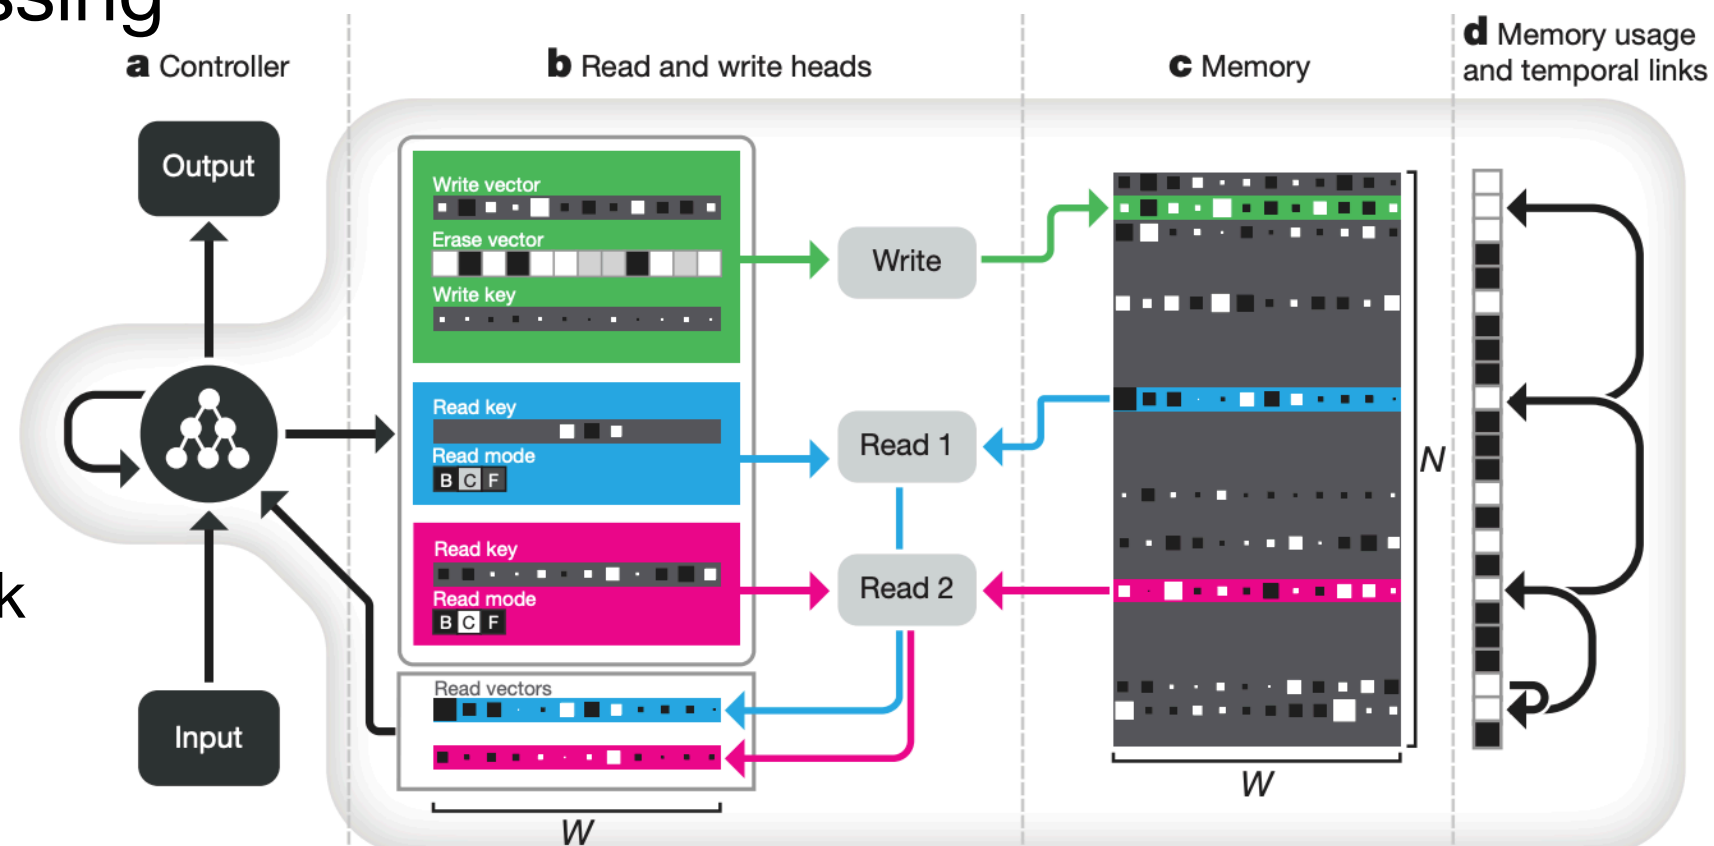 ssing
a Controller
b Read and write heads
c Memory
d Memory usage
and temporal links
Output
Write vector
Erase vector
Write key
Write
Read key
Read mode
B C F
Read 1
N
Read key
Read mode
B C F
Read 2
k
Read vectors
Input
W
W